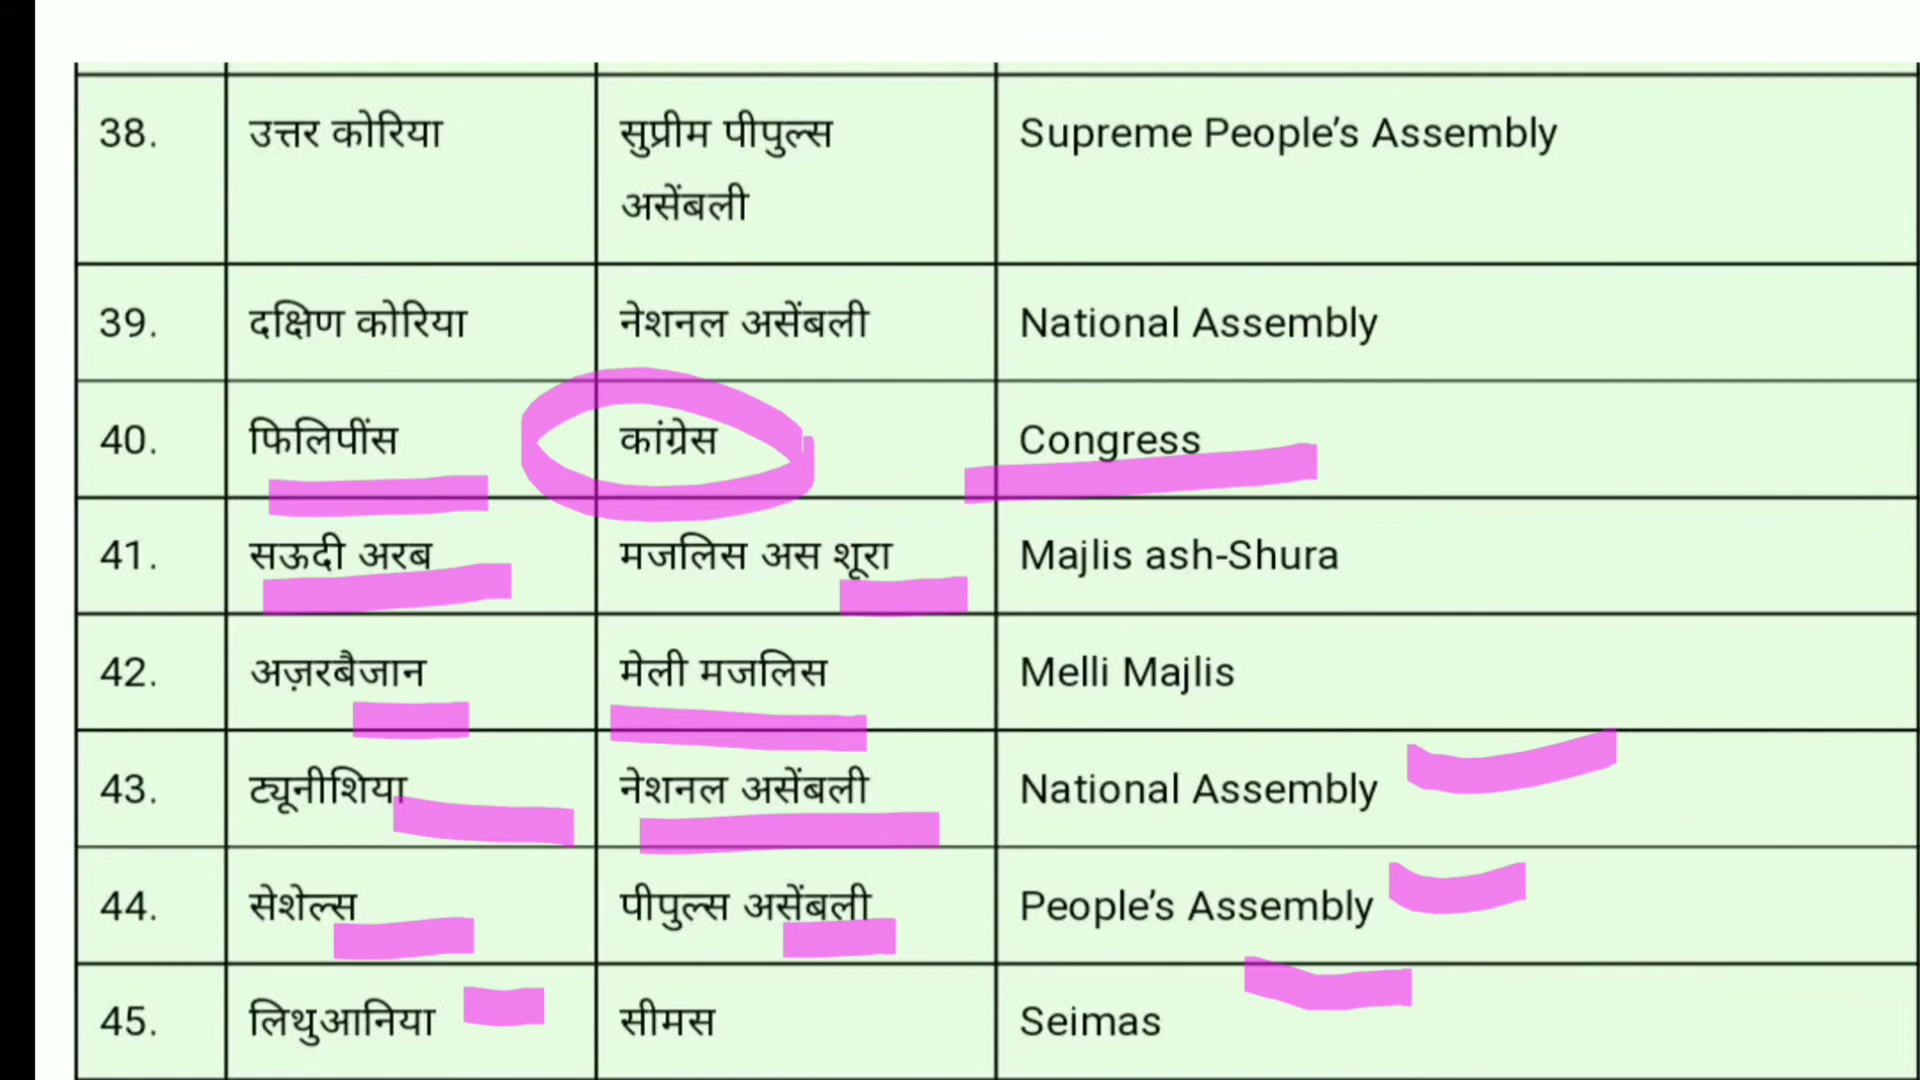 38. उत्तर कोरिया सुप्रीम पीपुल्स Supreme People’s Assembly
असेंबली
39. दक्षिण कोरिया नेशनल असेंबली National Assembly
40. फिलिपींस कांग्रेस Congress
41. सऊदी अरब मजलिस अस शूरा Majlis ash-Shura
42. अज़रबैजान मेली मजलिस Melli Majlis
43. ट्यूनीशिया नेशनल असेंबली National Assembly
44. सेशेल्स पीपुल्स असेंबली People’s Assembly
45. लिथुआनिया सीमस Seimas